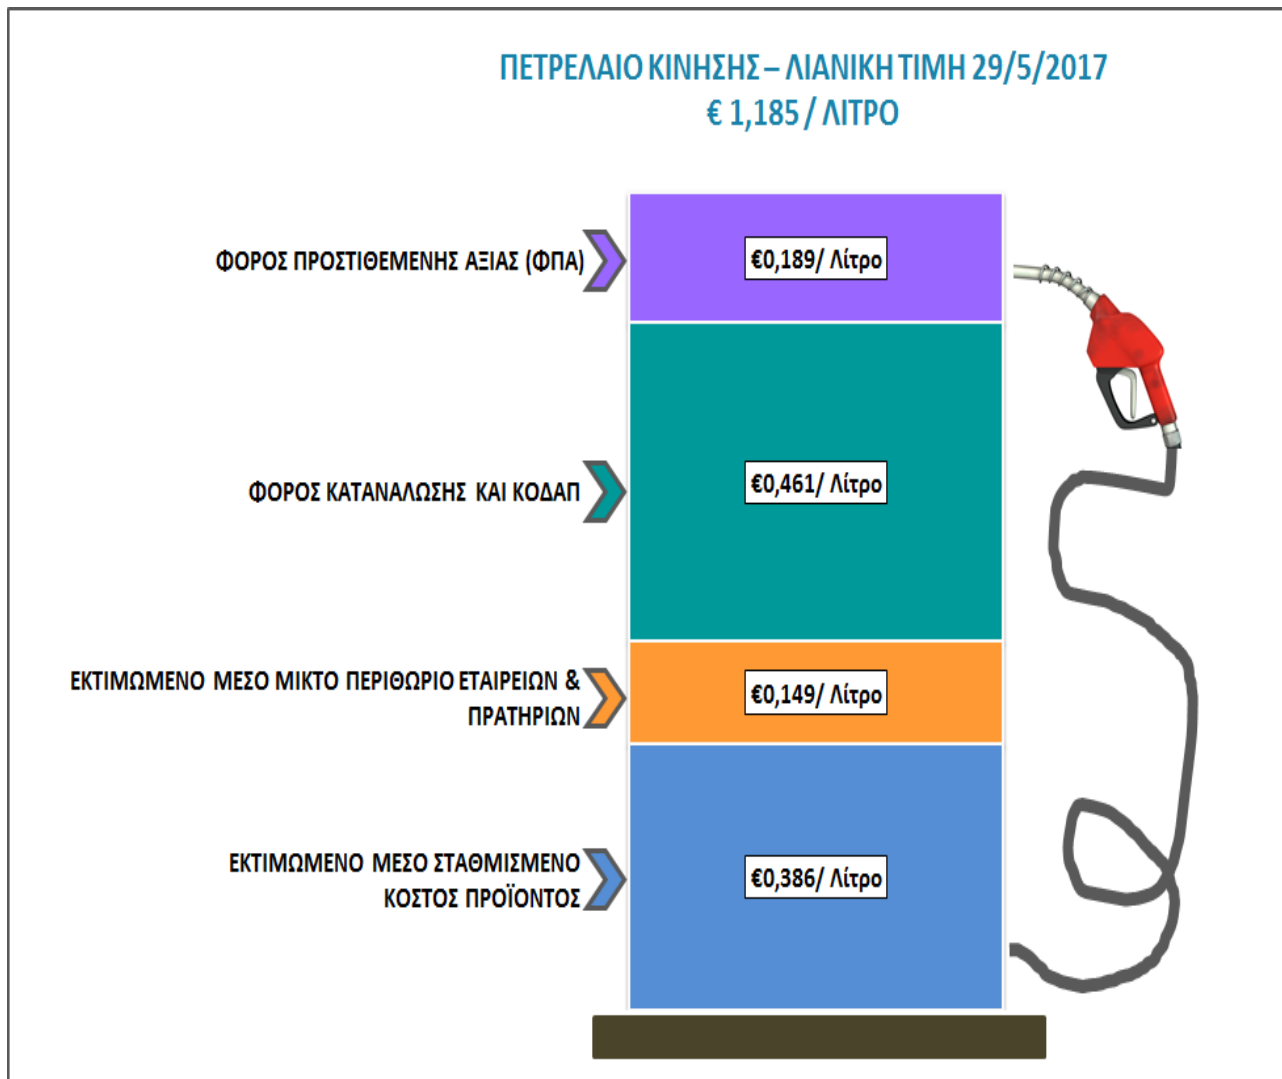 ΠΕΤΡΕΛΑΙΟ ΚΙΝΗΣΗΣ – ΛΙΑΝΙΚΗ ΤΙΜΗ 29/5/2017
€ 1,185 / ΛΙΤΡΟ
ΦΟΡΟΣ ΠΡΟΣΤΙΘΕΜΕΝΗΣ ΑΞΙΑΣ (ΦΠΑ)
€0,189/ Λίτρο
ΦΟΡΟΣ ΚΑΤΑΝΑΛΩΣΗΣ ΚΑΙ ΚΟΔΑΠ
€0,461/ Λίτρο
ΕΚΤΙΜΩΜΕΝΟ ΜΕΣΟ ΜΙΚΤΟ ΠΕΡΙΘΩΡΙΟ ΕΤΑΙΡΕΙΩΝ &
ΠΡΑΤΗΡΙΩΝ
€0,149/ Λίτρο
ΕΚΤΙΜΩΜΕΝΟ ΜΕΣΟ ΣΤΑΘΜΙΣΜΕΝΟ
ΚΟΣΤΟΣ ΠΡΟΪΟΝΤΟΣ
€0,386/ Λίτρο